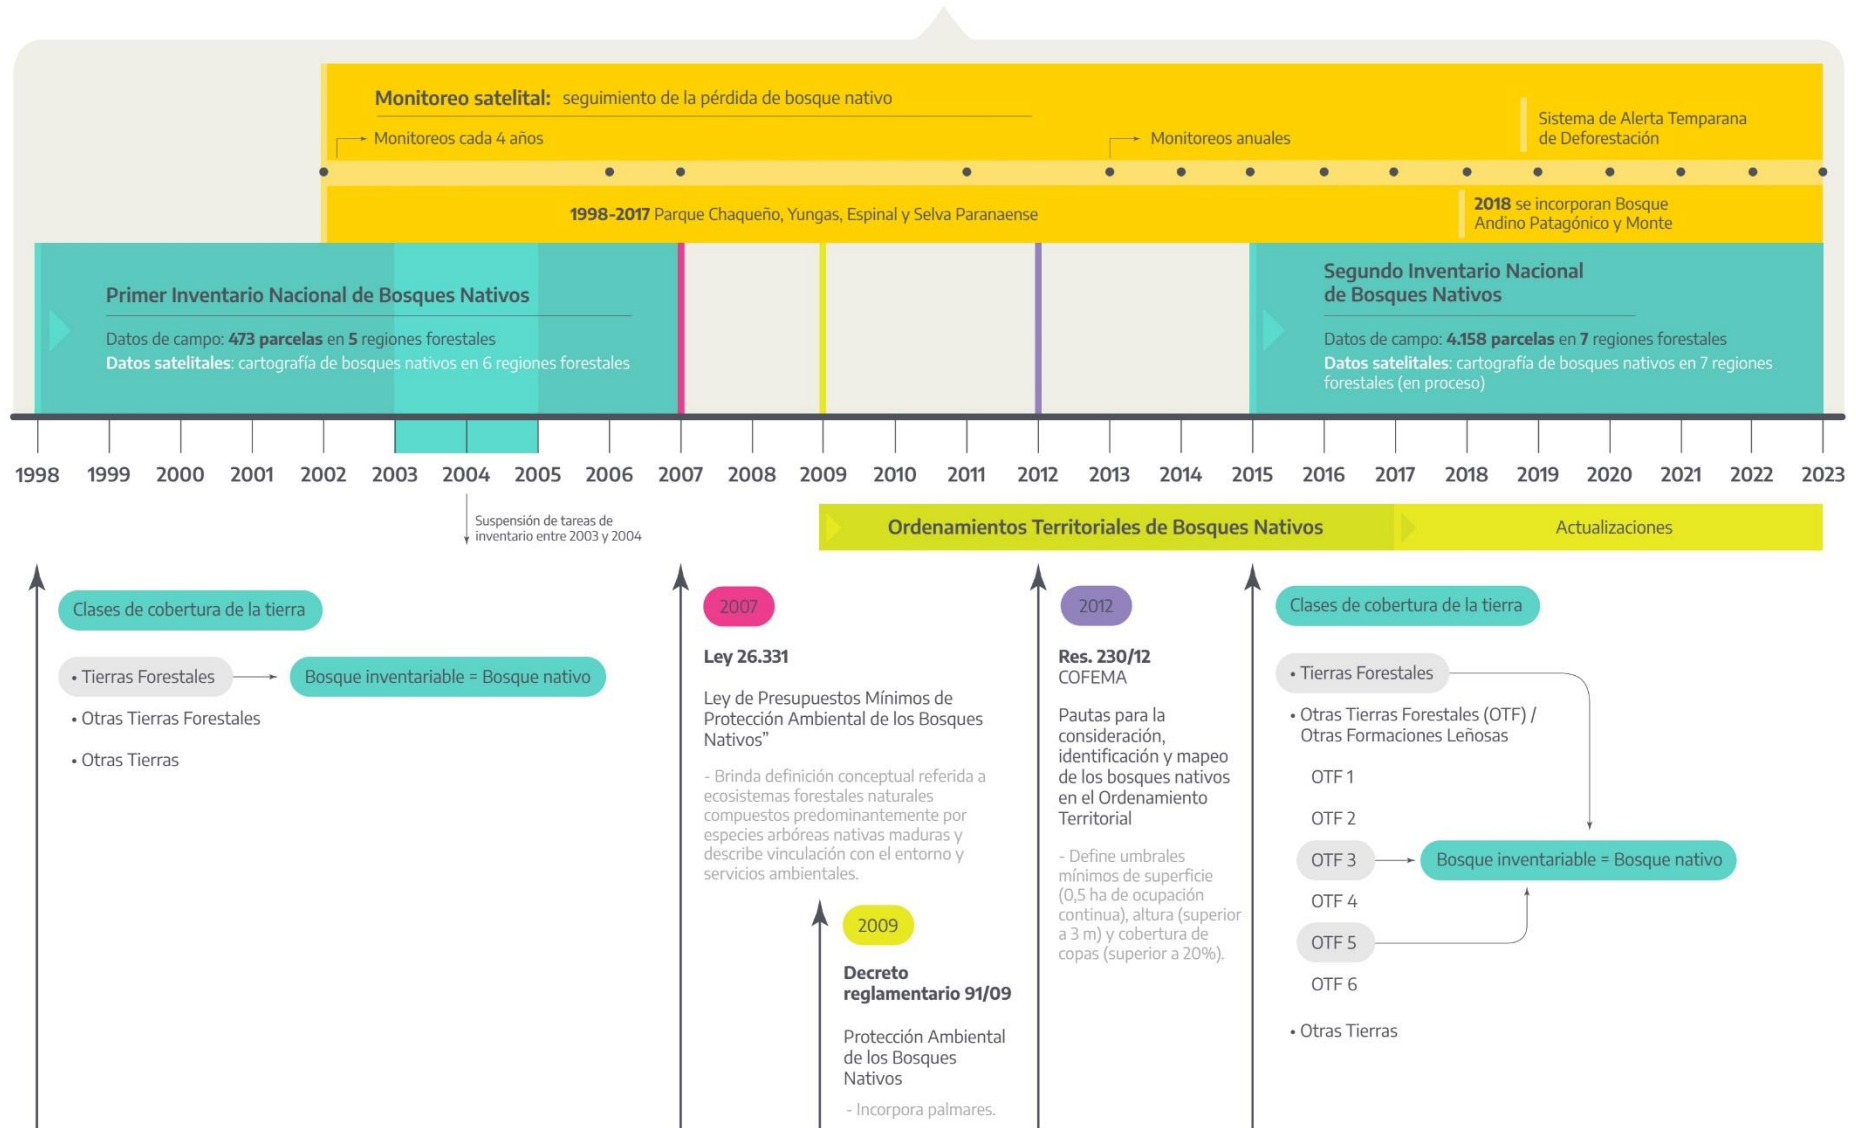 Monitoreo satelital: seguimiento de la pérdida de bosque nativo
Monitoreos cada 4 años
Monitoreos anuales
Sistema de Alerta Temparana
de Deforestación
1998-2017 Parque Chaqueño, Yungas, Espinal y Selva Paranaense
2018 se incorporan Bosque
Andino Patagónico y Monte
Primer Inventario Nacional de Bosques Nativos
Datos de campo: 473 parcelas en 5 regiones forestales
Datos satelitales: cartografía de bosques nativos en 6 regiones forestales
Segundo Inventario Nacional
de Bosques Nativos
Datos de campo: 4.158 parcelas en 7 regiones forestales
Datos satelitales: cartografía de bosques nativos en 7 regiones
forestales (en proceso)
1998 1999 2000 2001 2002 2003 2004 2005 2006 2007 2008 2009 2010 2011 2012 2013 2014 2015 2016 2017 2018 2019 2020 2021 2022 2023
Suspensión de tareas de
inventario entre 2003 y 2004
Ordenamientos Territoriales de Bosques Nativos
Actualizaciones
Clases de cobertura de la tierra
• Tierras Forestales
Bosque inventariable = Bosque nativo
• Otras Tierras Forestales
• Otras Tierras
2007
Ley 26.331
Ley de Presupuestos Mínimos de
Protección Ambiental de los Bosques
Nativos”
- Brinda definición conceptual referida a
ecosistemas forestales naturales
compuestos predominantemente por
especies arbóreas nativas maduras y
describe vinculación con el entorno y
servicios ambientales.
2009
Decreto
reglamentario 91/09
Protección Ambiental
de los Bosques
Nativos
- Incorpora palmares.
2012
Res. 230/12
COFEMA
Pautas para la
consideración,
identificación y mapeo
de los bosques nativos
en el Ordenamiento
Territorial
- Define umbrales
mínimos de superficie
(0,5 ha de ocupación
continua), altura (superior
a 3 m) y cobertura de
copas (superior a 20%).
Clases de cobertura de la tierra
• Tierras Forestales
• Otras Tierras Forestales (OTF) /
Otras Formaciones Leñosas
OTF 1
OTF 2
OTF 3
Bosque inventariable = Bosque nativo
OTF 4
OTF 5
OTF 6
• Otras Tierras